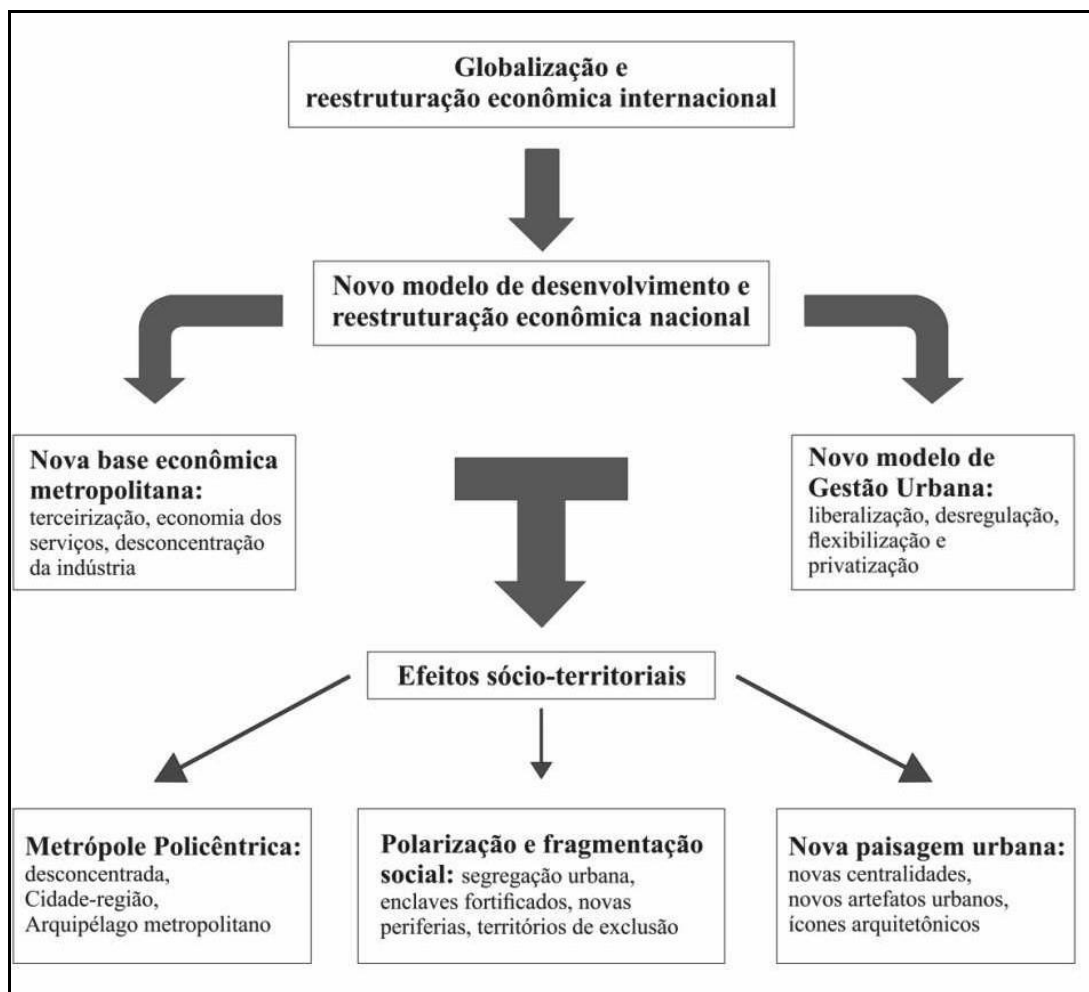 Globalização e
reestruturação econômica internacional
Novo modelo de desenvolvimento e
reestruturação econômica nacional
Nova base econômica
metropolitana:
terceirização, economia dos
serviços, desconcentração
da indústria
Novo modelo de
Gestão Urbana:
liberalização, desregulação,
flexibilização e
privatização
Efeitos sócio-territoriais
Metrópole Policêntrica:
desconcentrada,
Cidade-região,
Arquipélago metropolitano
Polarização e fragmentação
social: segregação urbana,
enclaves fortificados, novas
periferias, territórios de exclusão
Nova paisagem urbana:
novas centralidades,
novos artefatos urbanos,
ícones arquitetônicos